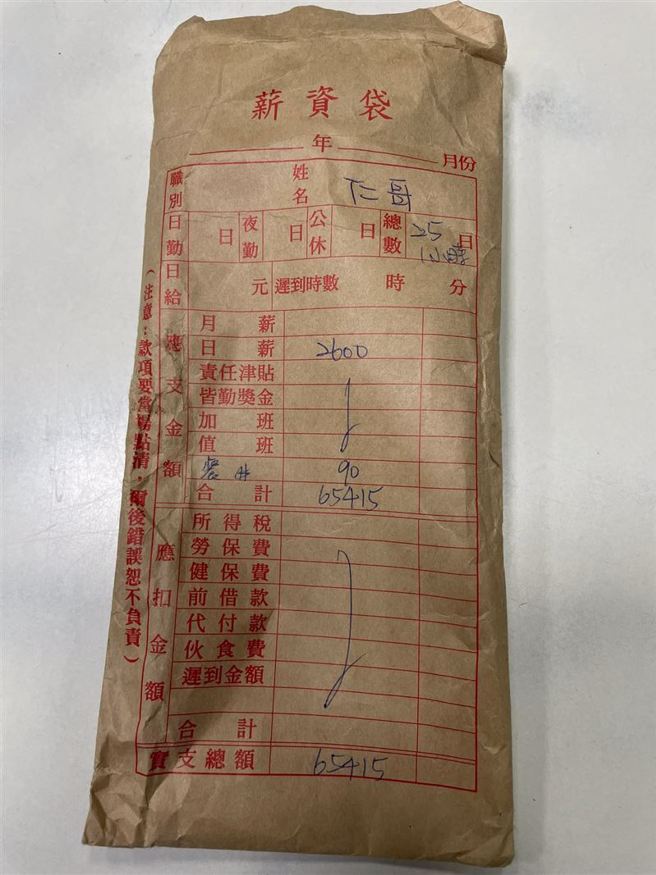 薪資袋
年 月份
職別 姓名 仁哥
日勤 日 夜勤 日 公休 日 總數 25日
1小時
日給 元 遲到時數 時 分
應支金額
月薪
日薪 2600
責任津貼
皆勤獎金
加班
值班
90
合計 65415
應扣金額
所得稅
勞保費
健保費
前借款
代付款
伙食費
遲到金額
合計
實支總額 65415
(注意:款項要當場點清,爾後錯誤恕不負責)